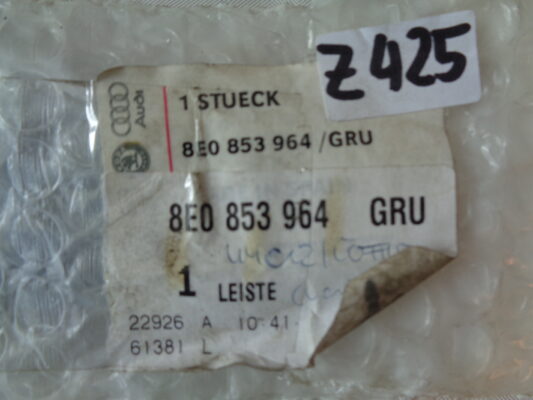 Z425
Audi
1 STUECK
8E0 853 964 /GRU
8E0 853 964 GRU
1 LEISTE
22926 A 10-41
61381 L